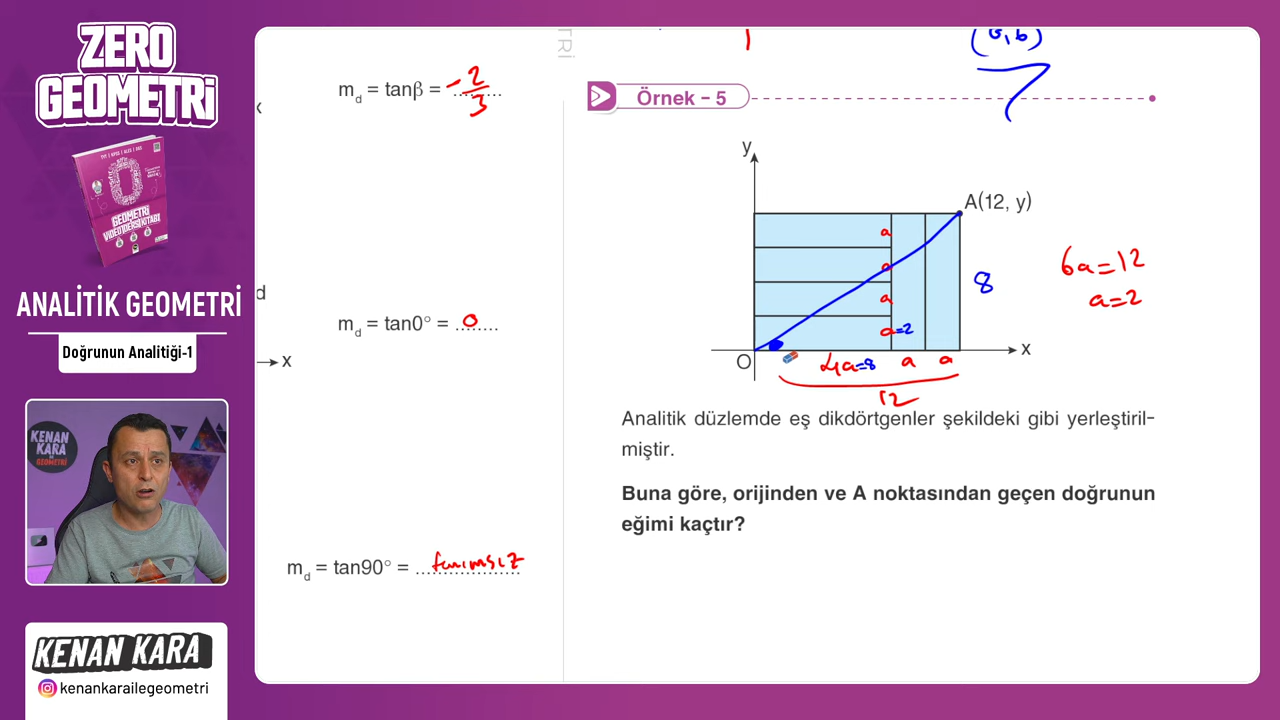 ZERO
GEOMETRİ
GEOMETRİ
VIDEO DERS KİTABI
ANALİTİK GEOMETRİ
Doğrunun Analitiği-1
KENAN
KARA
GEOMETRİ
KENAN KARA
kenankarailegeometri
x
m_d = tanβ = -2/3
d
m_d = tan0° = 0
x
m_d = tan90° = tanımsız
Örnek - 5
y
A(12, y)
a
a
a
a=2
8
6a=12
a=2
O
4a=8 a a
x
12
Analitik düzlemde eş dikdörtgenler şekildeki gibi yerleştiril-
miştir.
Buna göre, orijinden ve A noktasından geçen doğrunun
eğimi kaçtır?